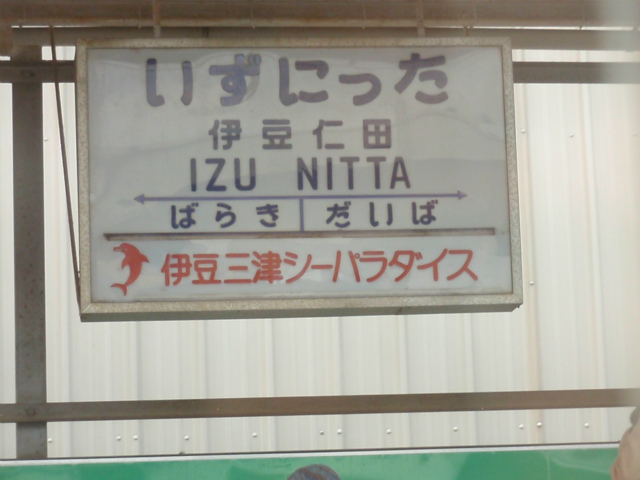 いずにった
伊豆仁田
IZU NITTA
ばらき だいば
伊豆三津シーパラダイス